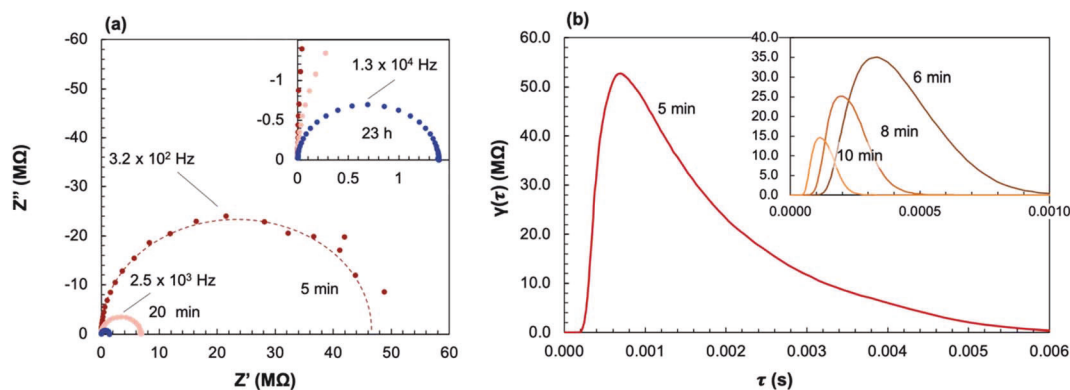 (a)
-60
-50
-40
-30
-20
-10
0
Z'' (MΩ)
0 10 20 30 40 50 60
Z' (MΩ)
3.2 x 10² Hz
2.5 x 10³ Hz
20 min
5 min
-1
-0.5
0
0 0.5 1
1.3 x 10⁴ Hz
23 h
(b)
60.0
50.0
40.0
30.0
20.0
10.0
0.0
γ(τ) (MΩ)
0.000 0.001 0.002 0.003 0.004 0.005 0.006
τ (s)
5 min
40.0
35.0
30.0
25.0
20.0
15.0
10.0
5.0
0.0
0.0000 0.0005 0.0010
6 min
8 min
10 min